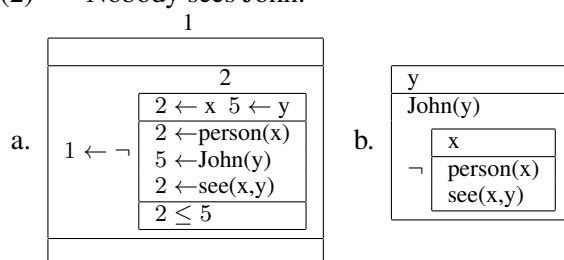 (2) Nobody sees John.
1
2
2 ← x 5 ← y
2 ←person(x)
a. 1 ← ¬ 5 ←John(y)
2 ←see(x,y)
2 ≤ 5
y
John(y)
b. x
¬ person(x)
see(x,y)